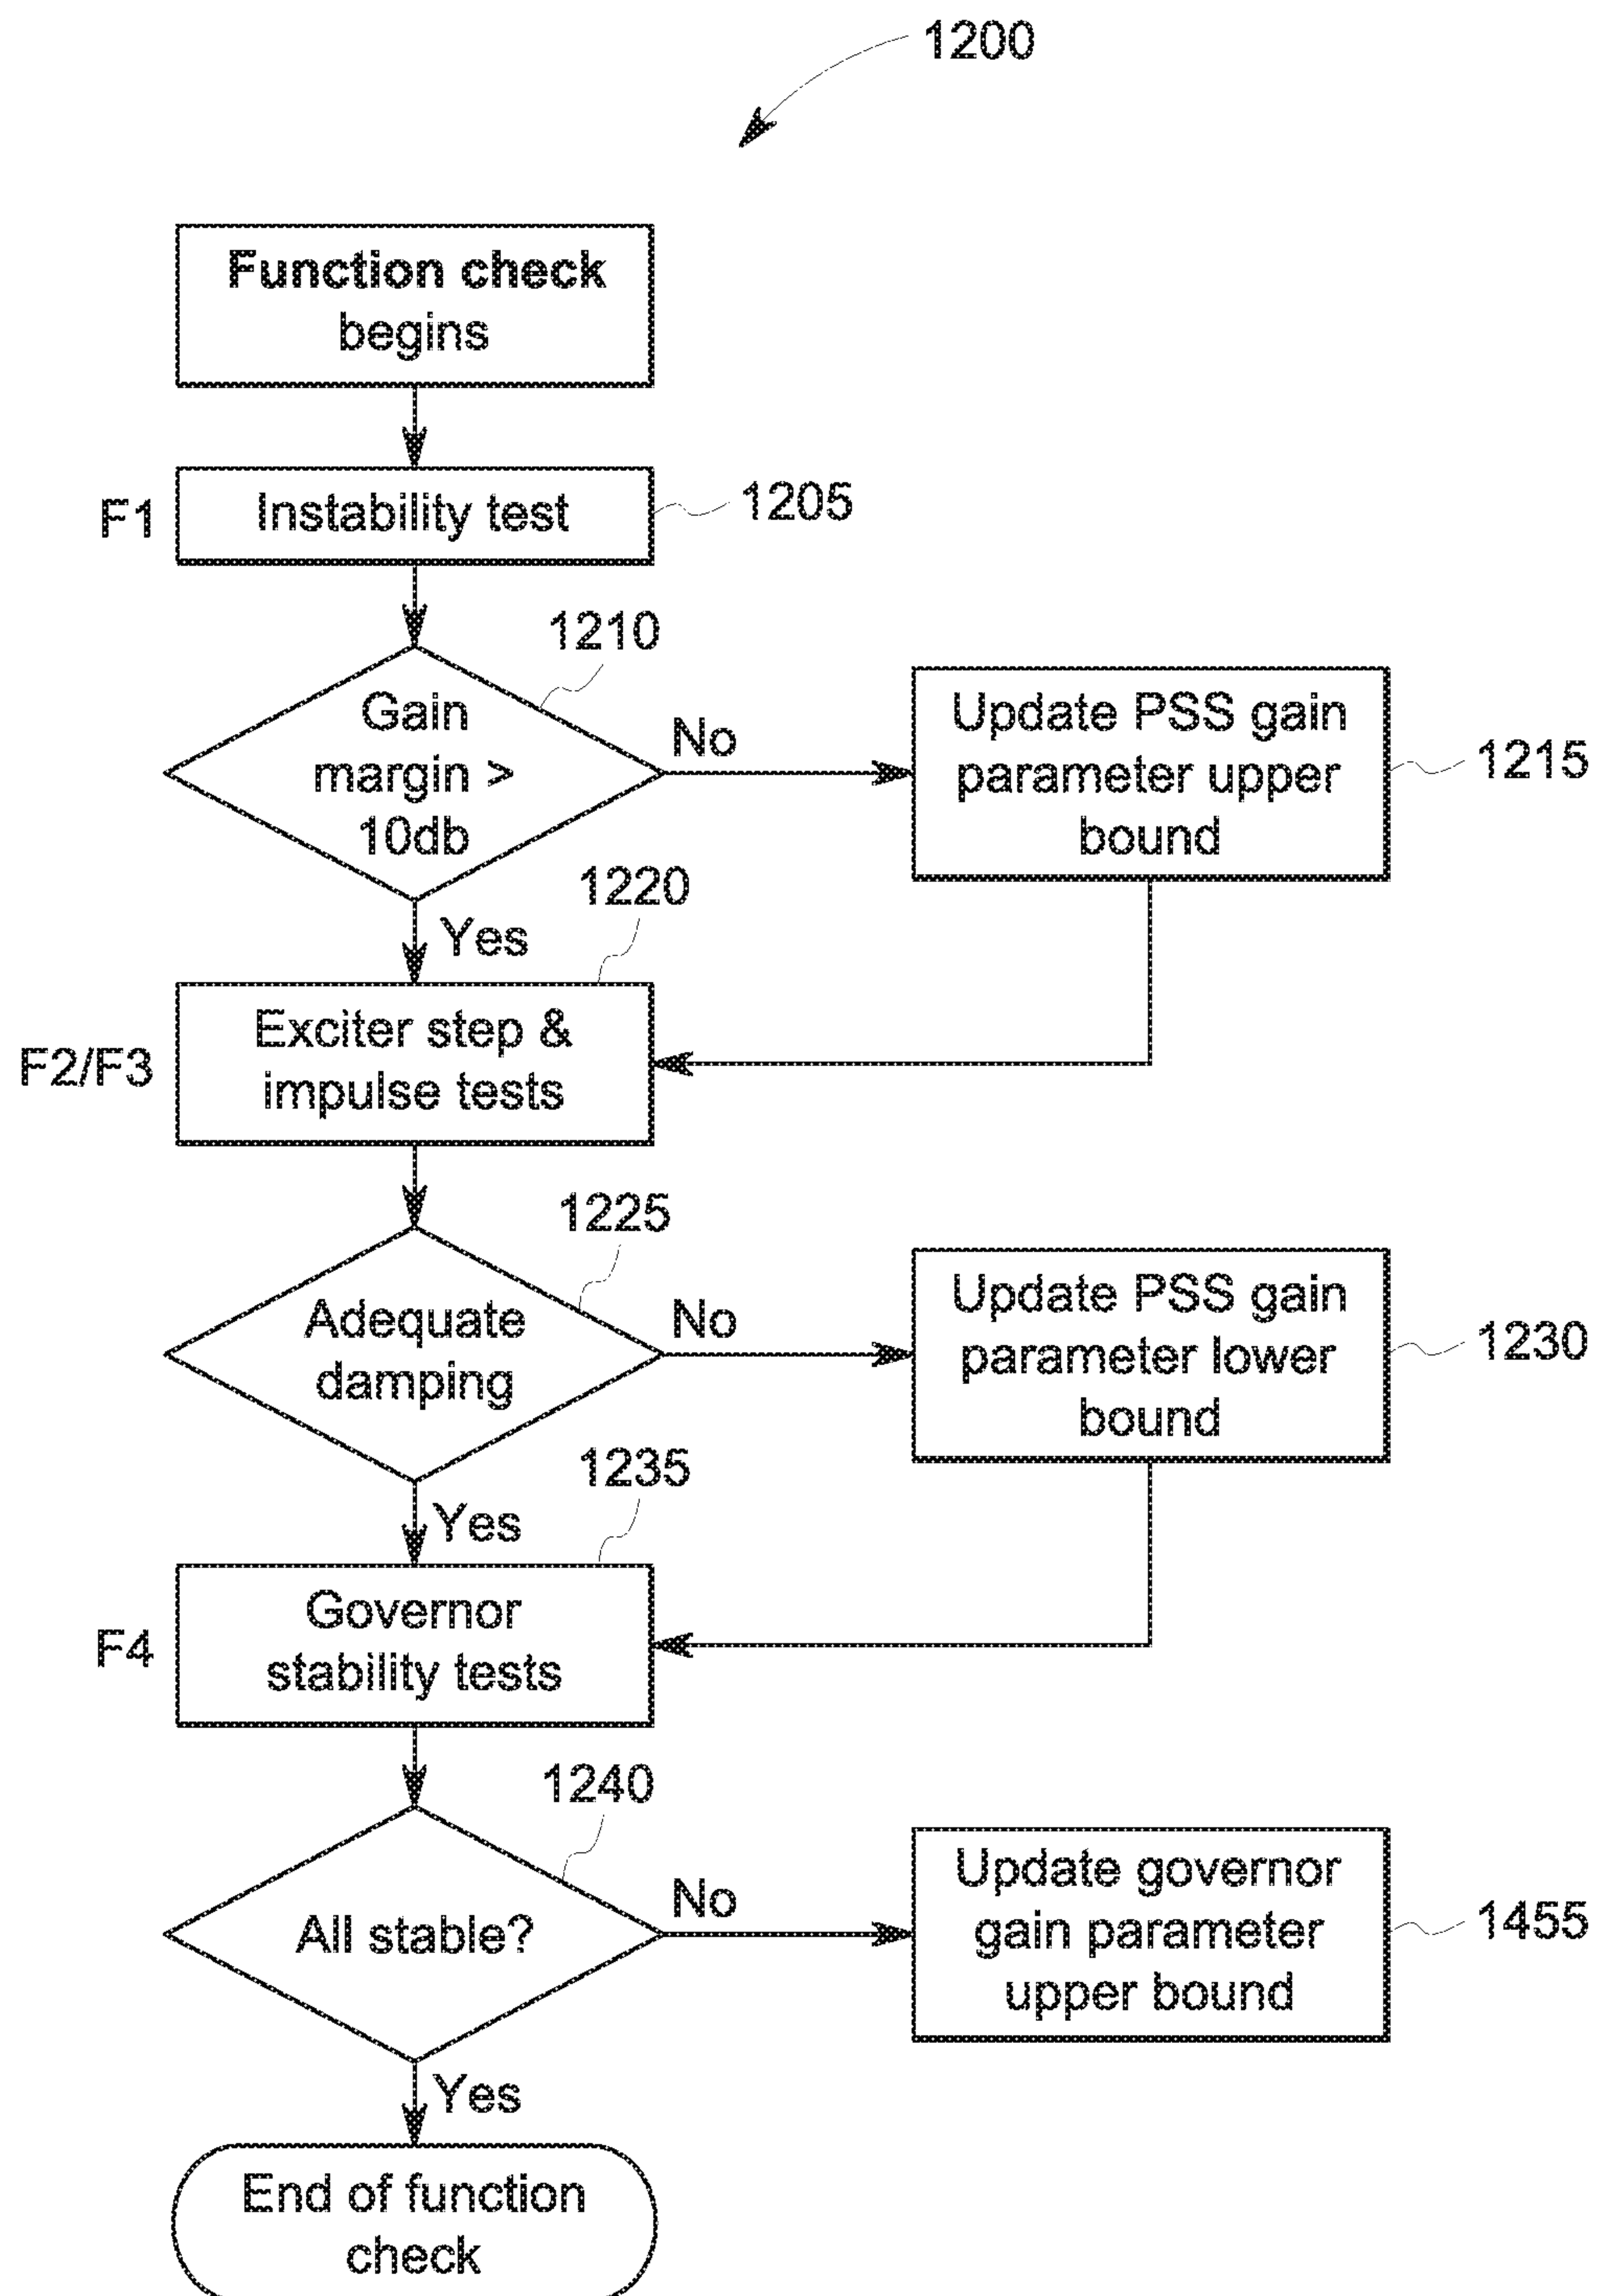 1200
Function check
begins
F1
Instability test
1205
1210
Gain
margin >
10db
No
Update PSS gain
parameter upper
bound
1215
Yes
1220
F2/F3
Exciter step &
impulse tests
1225
Adequate
damping
No
Update PSS gain
parameter lower
bound
1230
Yes
1235
F4
Governor
stability tests
1240
All stable?
No
Update governor
gain parameter
upper bound
1455
Yes
End of function
check